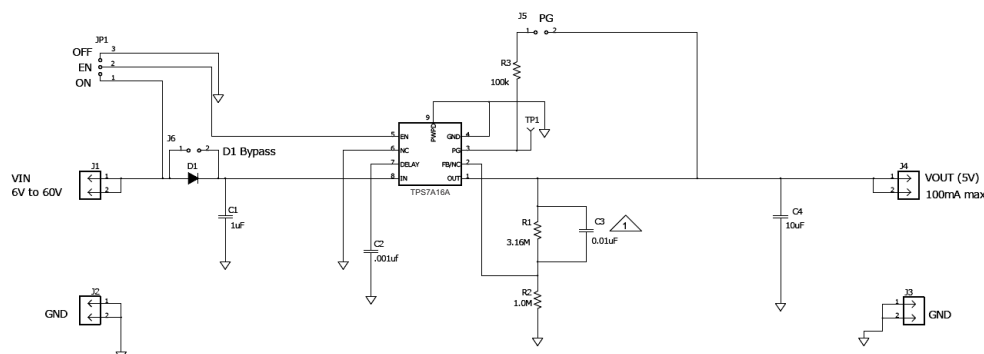 J5 PG
1 2
JP1
OFF 3
EN 2
ON 1
R3
100k
TP1
9
PWPD
5 EN
6 NC
7 DELAY
8 IN
GND 4
PG 3
FB/NC 2
OUT 1
TPS7A16A
J6
1 2 D1 Bypass
D1
J1
VIN
6V to 60V
1
2
C1
1uF
C2
.001uf
R1
3.16M
C3
0.01uF
1
R2
1.0M
C4
10uF
J4
1
2
VOUT (5V)
100mA max
J2
1
2
GND
J3
1
2
GND